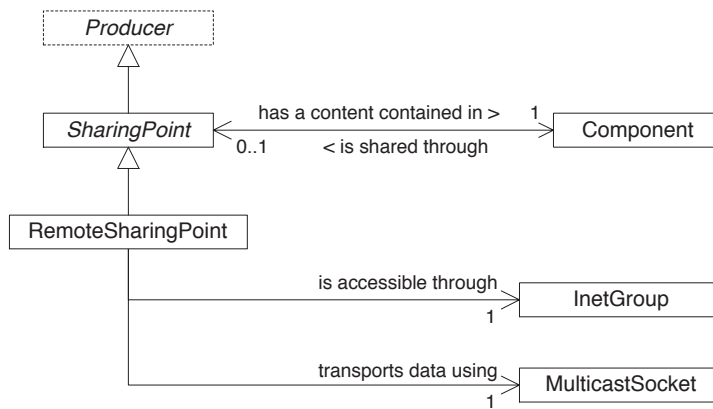 Producer
has a content contained in > 1
SharingPoint Component
0..1 < is shared through
RemoteSharingPoint
is accessible through
InetGroup
1
transports data using
MulticastSocket
1